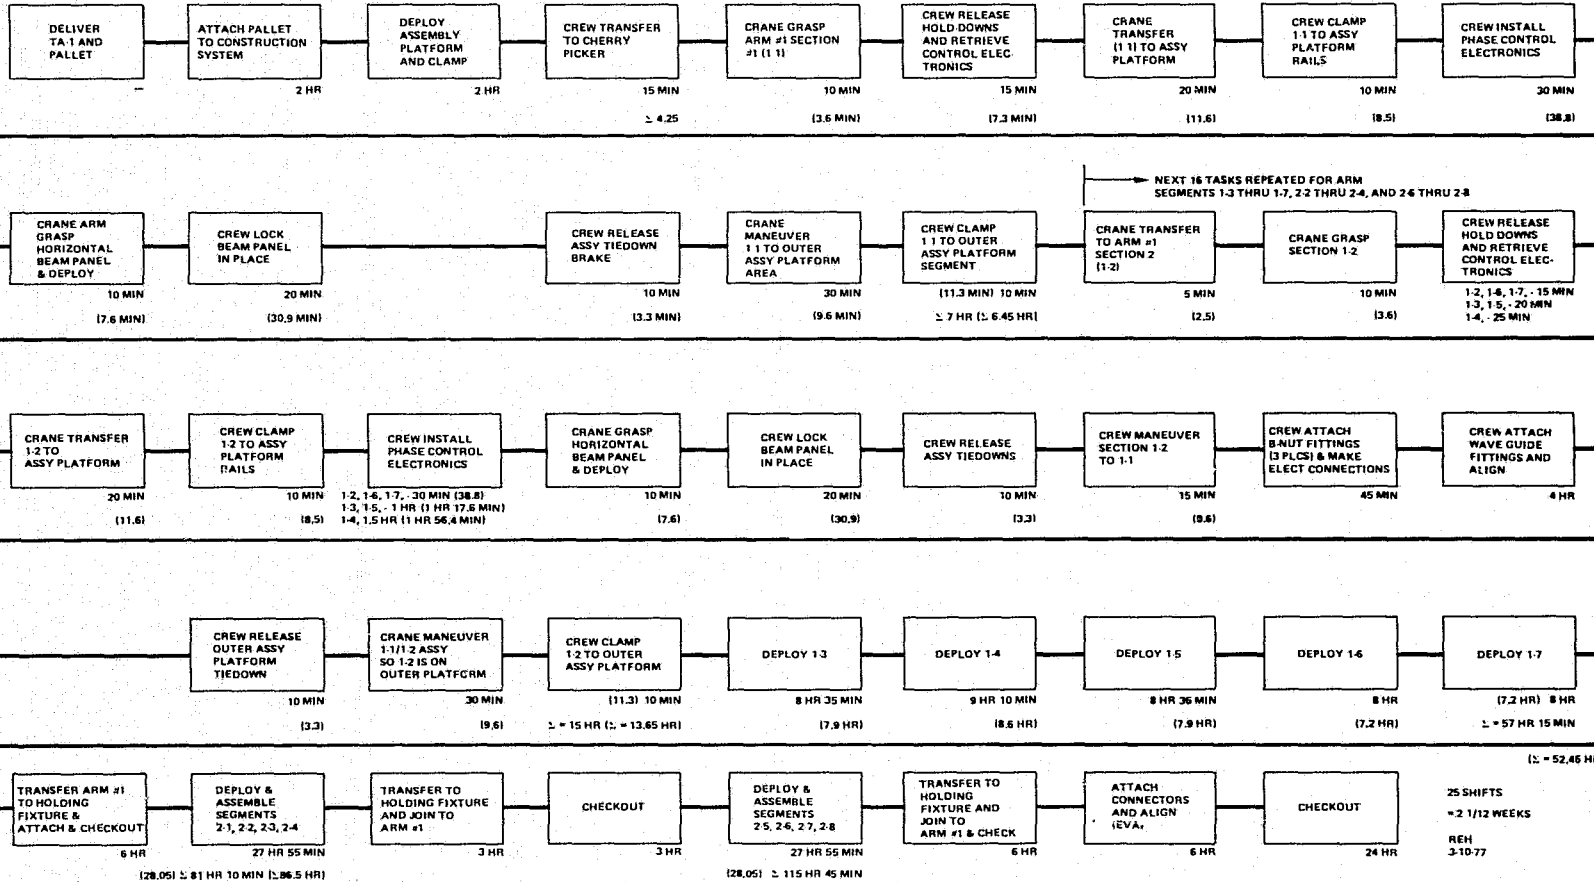 DELIVER
TA-1 AND
PALLET
—
ATTACH PALLET
TO CONSTRUCTION
SYSTEM
2 HR
DEPLOY
ASSEMBLY
PLATFORM
AND CLAMP
2 HR
CREW TRANSFER
TO CHERRY
PICKER
15 MIN
Σ 4.25
CRANE GRASP
ARM #1 SECTION
#1 (1 1)
10 MIN
(3.6 MIN)
CREW RELEASE
HOLD-DOWNS
AND RETRIEVE
CONTROL ELEC-
TRONICS
15 MIN
(7.3 MIN)
CRANE
TRANSFER
(1 1) TO ASSY
PLATFORM
20 MIN
(11.6)
CREW CLAMP
1-1 TO ASSY
PLATFORM
RAILS
10 MIN
(8.5)
CREW INSTALL
PHASE CONTROL
ELECTRONICS
30 MIN
(38.8)
NEXT 16 TASKS REPEATED FOR ARM
SEGMENTS 1-3 THRU 1-7, 2-2 THRU 2-4, AND 2-6 THRU 2-8
CRANE ARM
GRASP
HORIZONTAL
BEAM PANEL
& DEPLOY
10 MIN
(7.6 MIN)
CREW LOCK
BEAM PANEL
IN PLACE
20 MIN
(30.9 MIN)
CREW RELEASE
ASSY TIEDOWN
BRAKE
10 MIN
(3.3 MIN)
CRANE
MANEUVER
1 1 TO OUTER
ASSY PLATFORM
AREA
30 MIN
(9.6 MIN)
CREW CLAMP
1 1 TO OUTER
ASSY PLATFORM
SEGMENT
(11.3 MIN) 10 MIN
Σ 7 HR (Σ 6.45 HR)
CRANE TRANSFER
TO ARM #1
SECTION 2
(1-2)
5 MIN
(2.5)
CRANE GRASP
SECTION 1-2
10 MIN
(3.6)
CREW RELEASE
HOLD DOWNS
AND RETRIEVE
CONTROL ELEC-
TRONICS
1-2, 1-6, 1-7, - 15 MIN
1-3, 1-5, - 20 MIN
1-4, - 25 MIN
CRANE TRANSFER
1-2 TO
ASSY PLATFORM
20 MIN
(11.6)
CREW CLAMP
1-2 TO ASSY
PLATFORM
RAILS
10 MIN
(8.5)
CREW INSTALL
PHASE CONTROL
ELECTRONICS
1-2, 1-6, 1-7, - 30 MIN (38.8)
1-3, 1-5, - 1 HR (1 HR 17.6 MIN)
1-4, 1.5 HR (1 HR 56.4 MIN)
CRANE GRASP
HORIZONTAL
BEAM PANEL
& DEPLOY
10 MIN
(7.6)
CREW LOCK
BEAM PANEL
IN PLACE
20 MIN
(30.9)
CREW RELEASE
ASSY TIEDOWNS
10 MIN
(3.3)
CREW MANEUVER
SECTION 1-2
TO 1-1
15 MIN
(9.6)
CREW ATTACH
B-NUT FITTINGS
(3 PLCS) & MAKE
ELECT CONNECTIONS
45 MIN
CREW ATTACH
WAVE GUIDE
FITTINGS AND
ALIGN
4 HR
CREW RELEASE
OUTER ASSY
PLATFORM
TIEDOWN
10 MIN
(3.3)
CRANE MANEUVER
1-1/1-2 ASSY
SO 1-2 IS ON
OUTER PLATFORM
30 MIN
(9.6)
CREW CLAMP
1-2 TO OUTER
ASSY PLATFORM
(11.3) 10 MIN
Σ = 15 HR (Σ = 13.65 HR)
DEPLOY 1-3
8 HR 35 MIN
(7.9 HR)
DEPLOY 1-4
9 HR 10 MIN
(8.6 HR)
DEPLOY 1-5
8 HR 36 MIN
(7.9 HR)
DEPLOY 1-6
8 HR
(7.2 HR)
DEPLOY 1-7
(7.2 HR) 8 HR
Σ = 57 HR 15 MIN
(Σ = 52.46 H
TRANSFER ARM #1
TO HOLDING
FIXTURE &
ATTACH & CHECKOUT
6 HR
DEPLOY &
ASSEMBLE
SEGMENTS
2-1, 2-2, 2-3, 2-4
27 HR 55 MIN
(28.05) Σ 81 HR 10 MIN (Σ86.5 HR)
TRANSFER TO
HOLDING FIXTURE
AND JOIN TO
ARM #1
3 HR
CHECKOUT
3 HR
DEPLOY &
ASSEMBLE
SEGMENTS
2-5, 2-6, 2-7, 2-8
27 HR 55 MIN
(28.05) Σ 115 HR 45 MIN
TRANSFER TO
HOLDING
FIXTURE AND
JOIN TO
ARM #1 & CHECK
6 HR
ATTACH
CONNECTORS
AND ALIGN
(EVA)
6 HR
CHECKOUT
24 HR
25 SHIFTS
≈ 2 1/12 WEEKS
REH
3-10-77